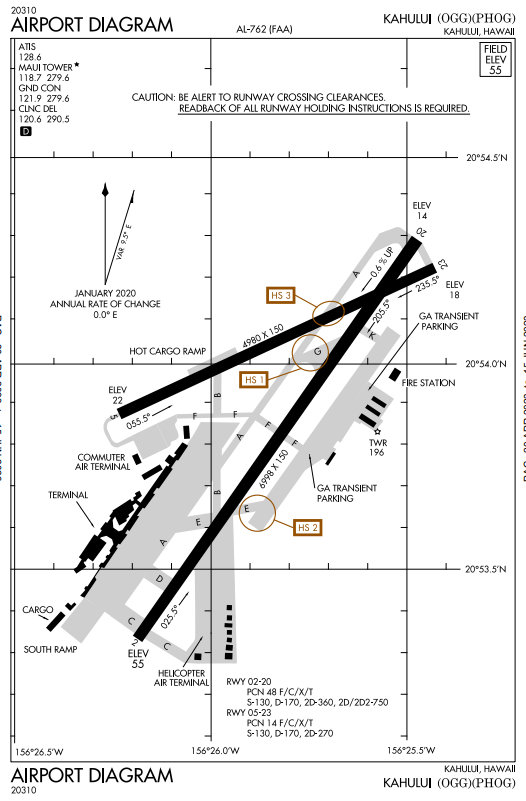 20310
AIRPORT DIAGRAM
AL-762 (FAA)
KAHULUI (OGG)(PHOG)
KAHULUI, HAWAII
ATIS
128.6
MAUI TOWER ★
118.7 279.6
GND CON
121.9 279.6
CLNC DEL
120.6 290.5
D
FIELD
ELEV
55
CAUTION: BE ALERT TO RUNWAY CROSSING CLEARANCES.
READBACK OF ALL RUNWAY HOLDING INSTRUCTIONS IS REQUIRED.
20°54.5'N
VAR 9.5° E
JANUARY 2020
ANNUAL RATE OF CHANGE
0.0° E
ELEV
14
20
A
0.6% UP
23
235.5°
ELEV
18
HS 3
205.5°
K
GA TRANSIENT
PARKING
4980 X 150
HOT CARGO RAMP
G
20°54.0'N
HS 1
FIRE STATION
ELEV
22
B
5
055.5°
F
F
F
F
A
TWR
196
COMMUTER
AIR TERMINAL
6998 X 150
GA TRANSIENT
PARKING
TERMINAL
B
E
E
HS 2
A
20°53.5'N
D
025.5°
CARGO
C
C
2
SOUTH RAMP
ELEV
55
HELICOPTER
AIR TERMINAL
RWY 02-20
PCN 48 F/C/X/T
S-130, D-170, 2D-360, 2D/2D2-750
RWY 05-23
PCN 14 F/C/X/T
S-130, D-170, 2D-270
156°26.5'W
156°26.0'W
156°25.5'W
AIRPORT DIAGRAM
20310
KAHULUI, HAWAII
KAHULUI (OGG)(PHOG)